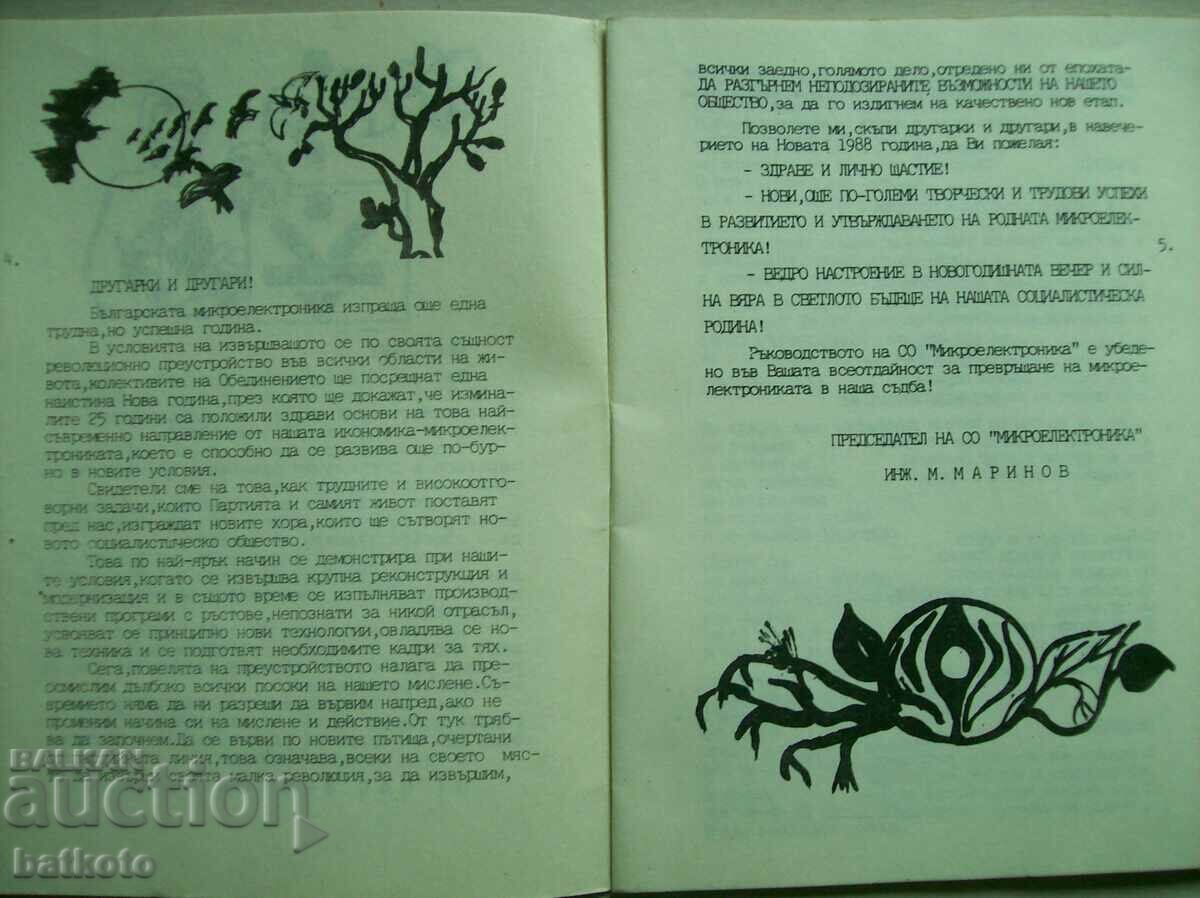 4.
ДРУГАРКИ И ДРУГАРИ!
Българската микроелектроника изпраща още една
трудна,но успешна година.
В условията на извършващото се по своята същност
революционно преустройство във всички области на жи-
вота,колективите на Обединението ще посрещнат една
наистина Нова година,през която ще докажат,че измина-
лите 25 години са положили здрави основи на това най-
съвременно направление от нашата икономика-микроелек-
трониката,което е способно да се развива още по-бур-
но в новите условия.
Свидетели сме на това,как трудните и високоотго-
ворни задачи,които Партията и самият живот поставят
пред нас,изграждат новите хора,които ще сътворят но-
вото социалистическо общество.
Това по най-ярък начин се демонстрира при наши-
те условия,когато се извършва крупна реконструкция и
модернизация и в същото време се изпълняват производ-
ствени програми с ръстове,непознати за никой отрасъл,
усвояват се принципно нови технологии,овладява се но-
ва техника и се подготвят необходимите кадри за тях.
Сега,повелята на преустройството налага да пре-
осмислим дълбоко всички посоки на нашето мислене.Съ-
времието няма да ни разреши да вървим напред,ако не
променим начина си на мислене и действие.От тук тряб-
ва да започнем.Да се върви по новите пътища,очертани
линия,това означава,всеки на своето мяс-
своята малка революция,за да извършим,
всички заедно,голямото дело,отредено ни от епохата-
ДА РАЗГЪРНЕМ НЕПОДОЗИРАНИТЕ ВЪЗМОЖНОСТИ НА НАШЕТО
ОБЩЕСТВО,за да го издигнем на качествено нов етап.
Позволете ми,скъпи другарки и другари,в навече-
рието на Новата 1988 година,да Ви пожелая:
- ЗДРАВЕ И ЛИЧНО ЩАСТИЕ!
- НОВИ,ОЩЕ ПО-ГОЛЕМИ ТВОРЧЕСКИ И ТРУДОВИ УСПЕХИ
В РАЗВИТИЕТО И УТВЪРЖДАВАНЕТО НА РОДНАТА МИКРОЕЛЕК-
ТРОНИКА!
5.
- ВЕДРО НАСТРОЕНИЕ В НОВОГОДИШНАТА ВЕЧЕР И СИЛ-
НА ВЯРА В СВЕТЛОТО БЪДЕЩЕ НА НАШАТА СОЦИАЛИСТИЧЕСКА
РОДИНА!
Ръководството на СО "Микроелектроника" е убеде-
но във Вашата всеотдайност за превръщане на микрое-
лектрониката в наша съдба!
ПРЕДСЕДАТЕЛ НА СО "МИКРОЕЛЕКТРОНИКА"
ИНЖ. М. МАРИНОВ
BALKAN
auction
batkoto